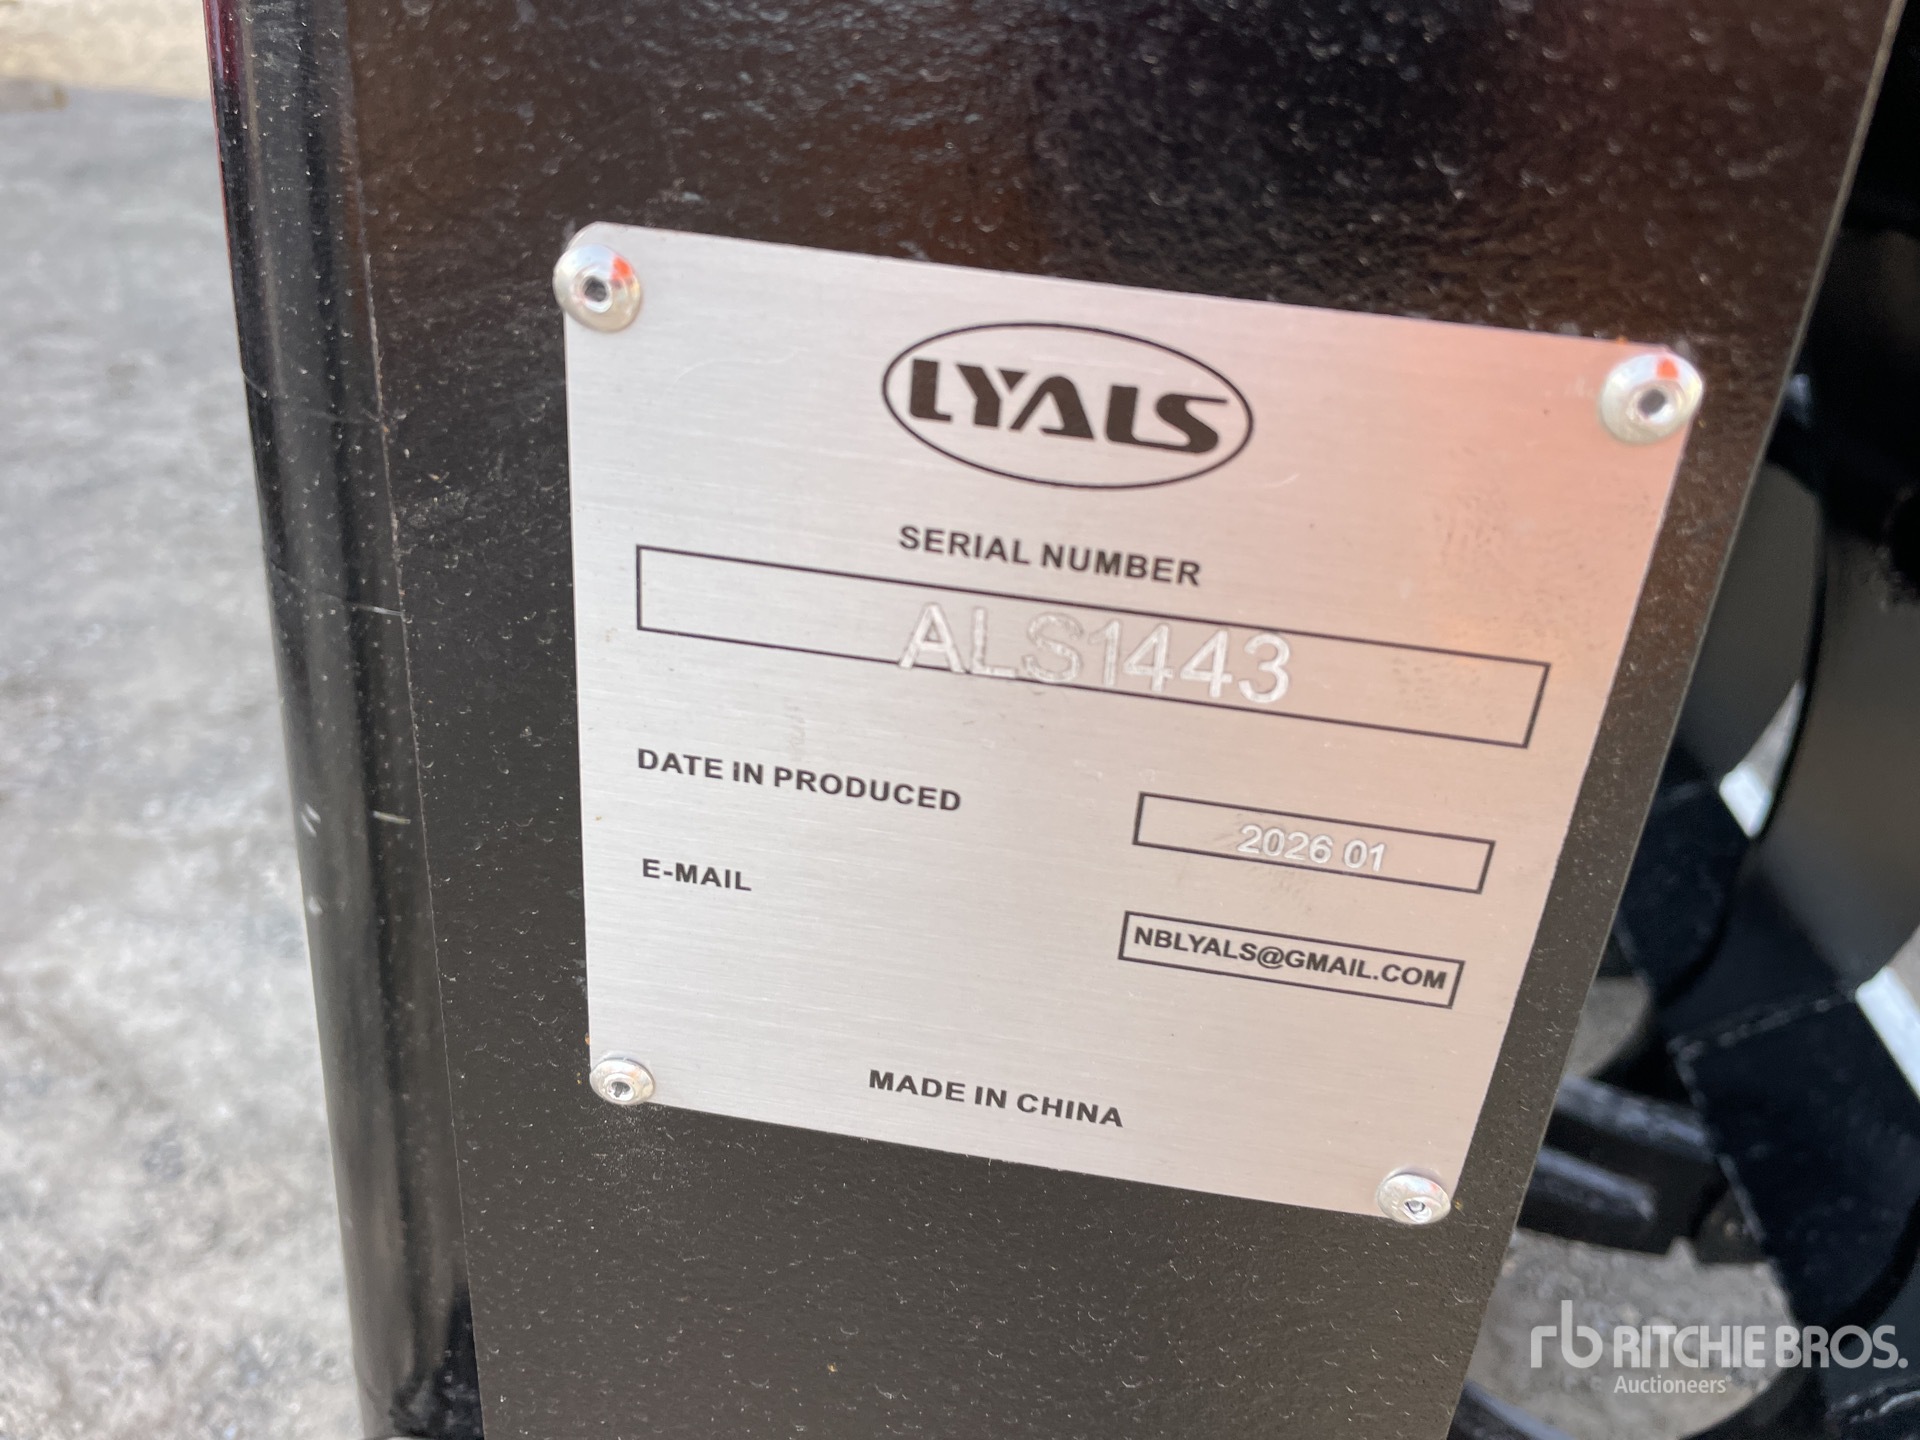 LYALS
SERIAL NUMBER
ALS1443
DATE IN PRODUCED
2026 01
E-MAIL
NBLYALS@GMAIL.COM
MADE IN CHINA
rb RITCHIE BROS.
Auctioneers